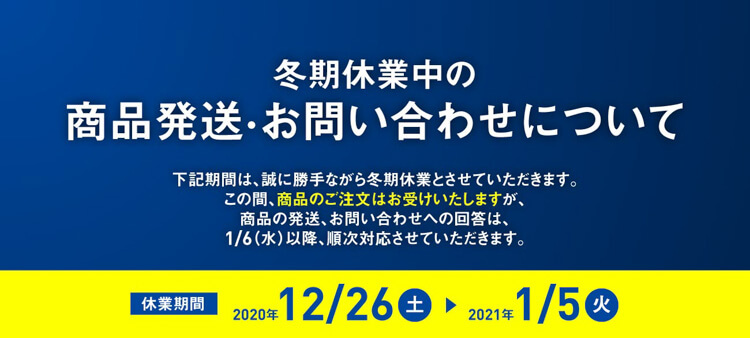 冬期休業中の
商品発送・お問い合わせについて
下記期間は、誠に勝手ながら冬期休業とさせていただきます。
この間、商品のご注文はお受けいたしますが、
商品の発送、お問い合わせへの回答は、
1/6(水)以降、順次対応させていただきます。
休業期間 2020年12/26土 ▶ 2021年1/5火